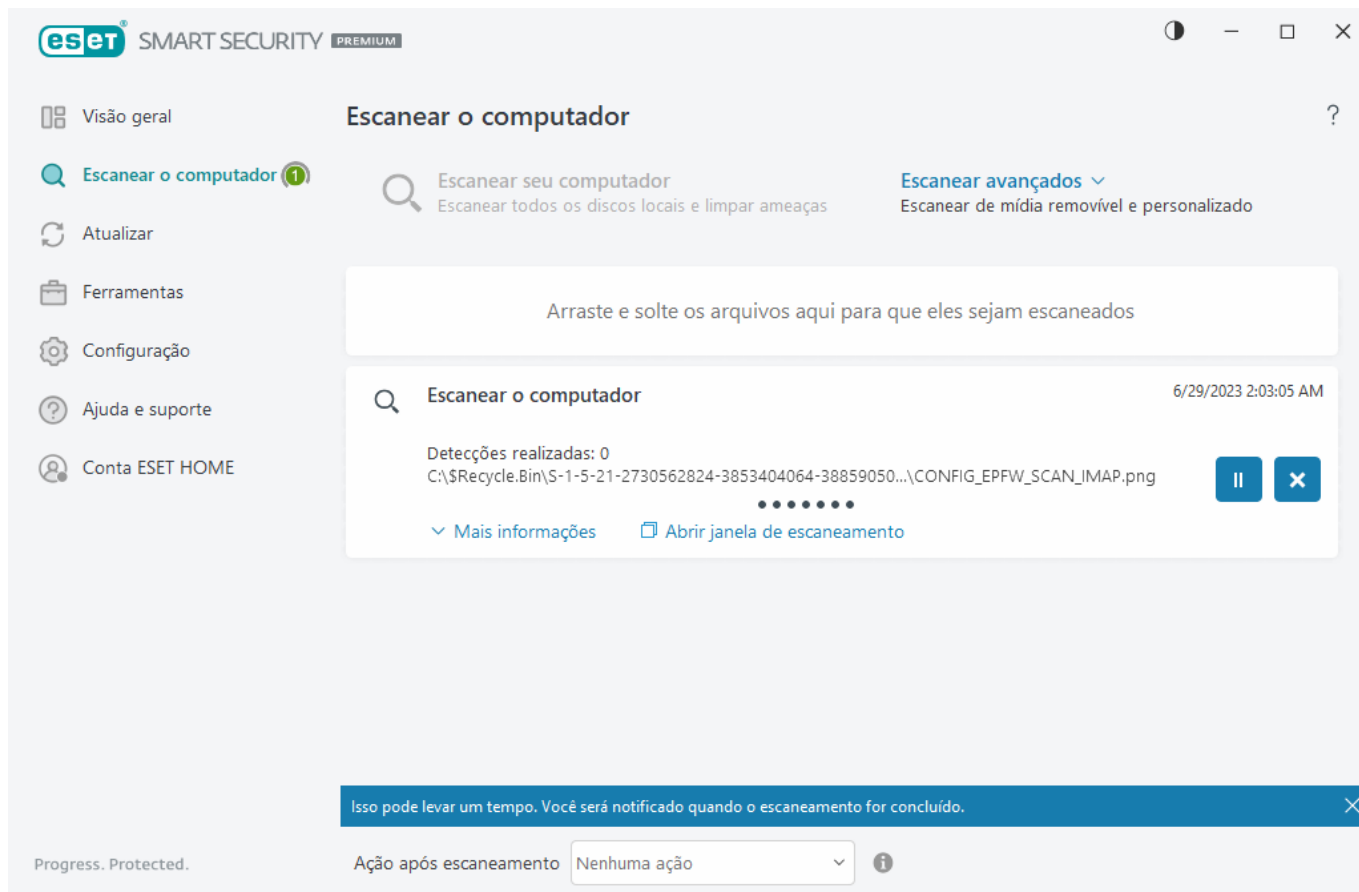 eset® SMART SECURITY PREMIUM
Visão geral
Escanear o computador 1
Atualizar
Ferramentas
Configuração
Ajuda e suporte
Conta ESET HOME
Progress. Protected.
Escanear o computador ?
Escanear seu computador
Escanear todos os discos locais e limpar ameaças
Escanear avançados
Escanear de mídia removível e personalizado
Arraste e solte os arquivos aqui para que eles sejam escaneados
Escanear o computador 6/29/2023 2:03:05 AM
Detecções realizadas: 0
C:\$Recycle.Bin\S-1-5-21-2730562824-3853404064-38859050...\CONFIG_EPFW_SCAN_IMAP.png
Mais informações Abrir janela de escaneamento
Isso pode levar um tempo. Você será notificado quando o escaneamento for concluído.
Ação após escaneamento Nenhuma ação